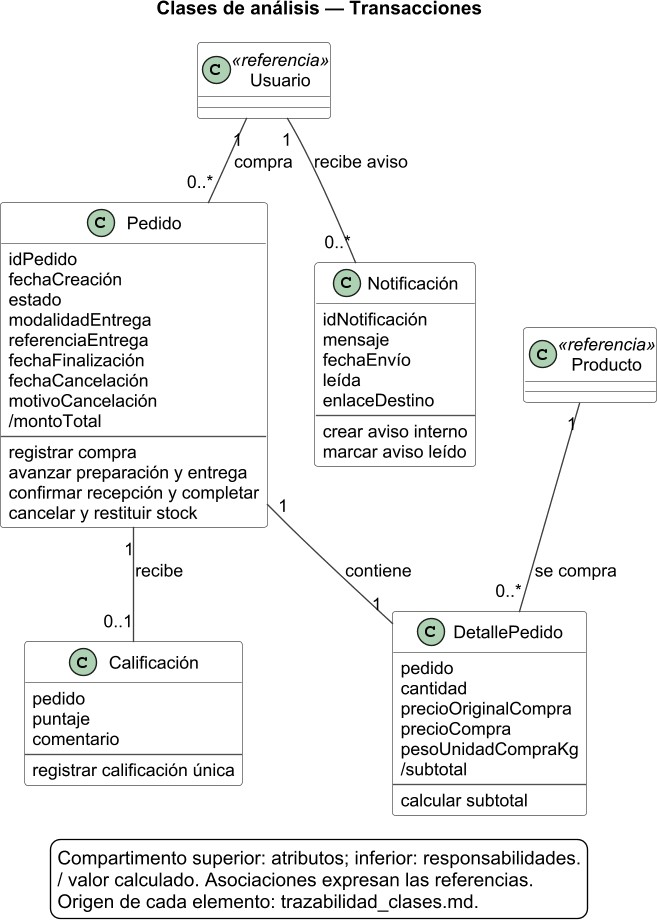 Clases de análisis — Transacciones
C «referencia»
Usuario
1
1
compra
recibe aviso
0..*
0..*
C Pedido
idPedido
fechaCreación
estado
modalidadEntrega
referenciaEntrega
fechaFinalización
fechaCancelación
motivoCancelación
/montoTotal
registrar compra
avanzar preparación y entrega
confirmar recepción y completar
cancelar y restituir stock
C Notificación
idNotificación
mensaje
fechaEnvío
leída
enlaceDestino
crear aviso interno
marcar aviso leído
C «referencia»
Producto
1
1
1
recibe
contiene
se compra
0..1
1
0..*
C Calificación
pedido
puntaje
comentario
registrar calificación única
C DetallePedido
pedido
cantidad
precioOriginalCompra
precioCompra
pesoUnidadCompraKg
/subtotal
calcular subtotal
Compartimento superior: atributos; inferior: responsabilidades.
/ valor calculado. Asociaciones expresan las referencias.
Origen de cada elemento: trazabilidad_clases.md.